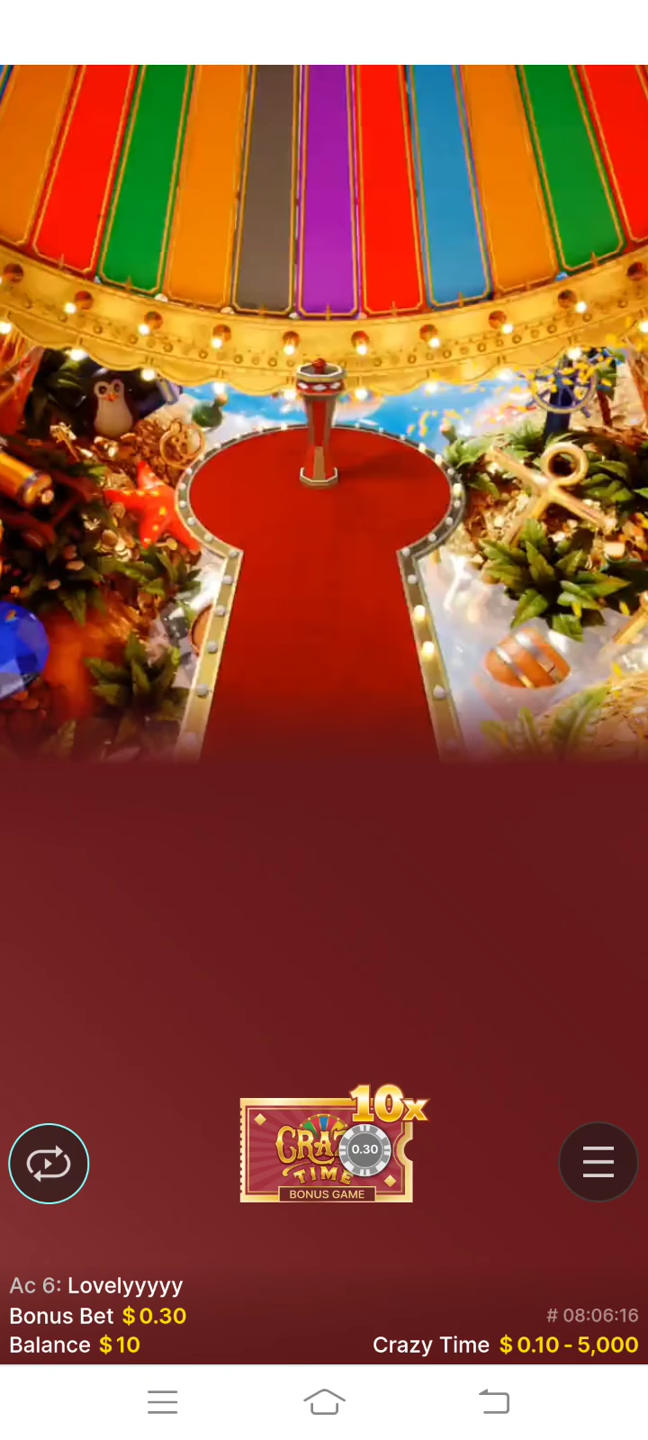 10x
CRAZY
0.30
TIME
BONUS GAME
Ac 6: Lovelyyyyy
Bonus Bet $0.30
# 08:06:16
Balance $10
Crazy Time $0.10 - 5,000